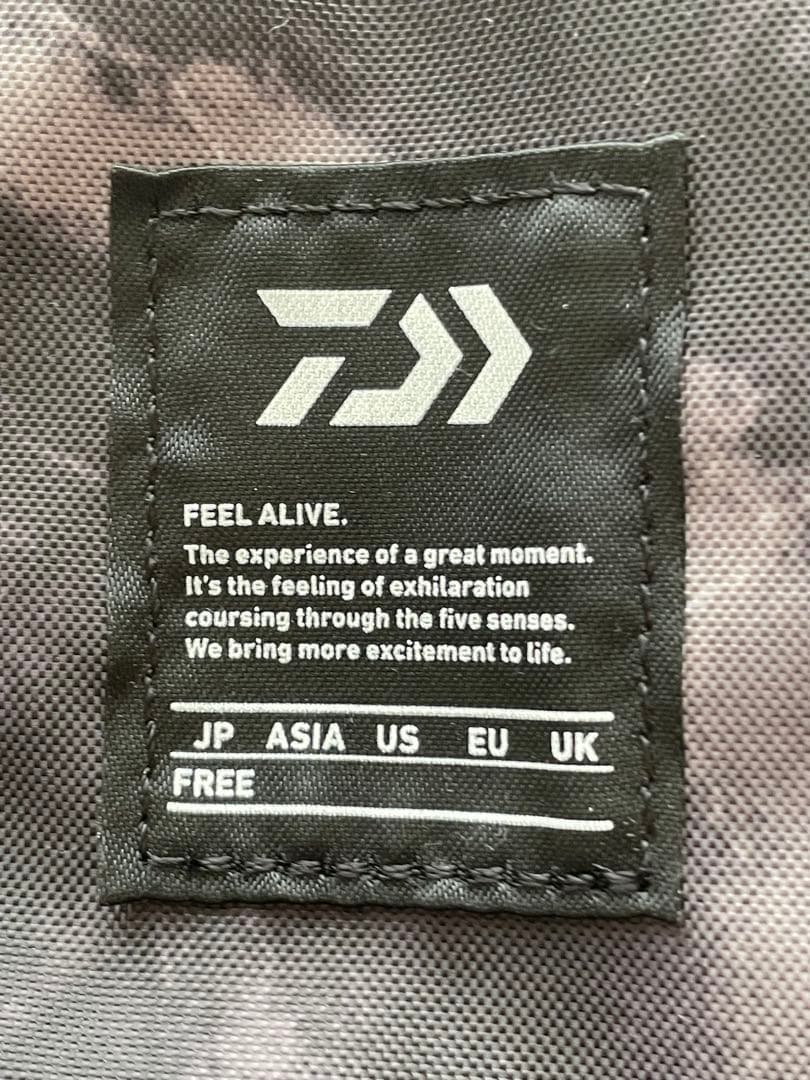 FEEL ALIVE.
The experience of a great moment.
It's the feeling of exhilaration
coursing through the five senses.
We bring more excitement to life.
JP ASIA US EU UK
FREE